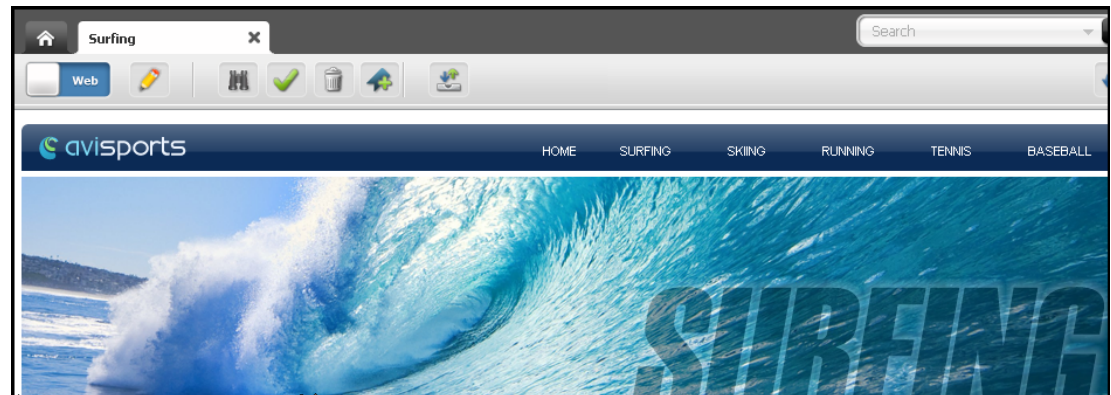 Surfing
Search
Web
avisports
HOME SURFING SKIING RUNNING TENNIS BASEBALL
SURFING